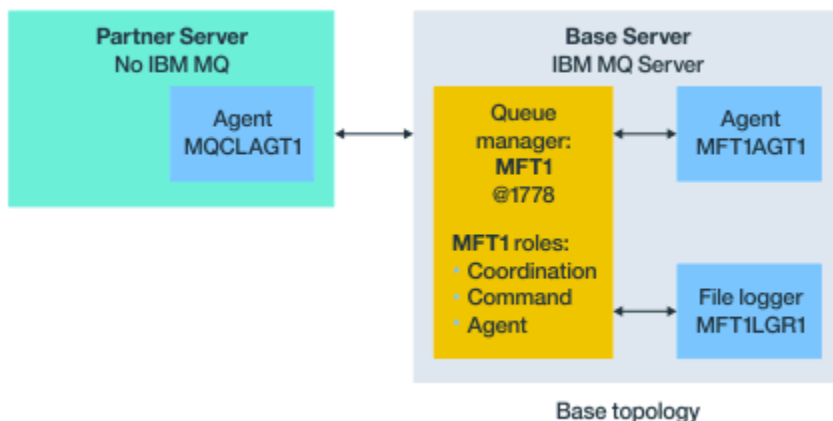 Partner Server
No IBM MQ
Agent
MQCLAGT1
Base Server
IBM MQ Server
Queue
manager:
MFT1
@1778
MFT1 roles:
• Coordination
• Command
• Agent
Agent
MFT1AGT1
File logger
MFT1LGR1
Base topology